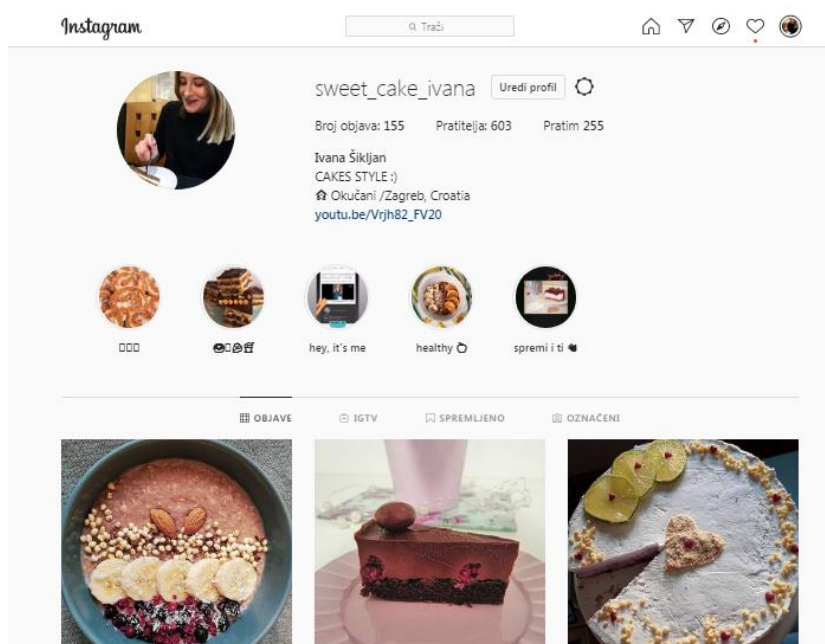 Instagram
Traži
sweet_cake_ivana Uredi profil
Broj objava: 155 Pratitelja: 603 Pratim 255
Ivana Šikljan
CAKES STYLE :)
Okučani /Zagreb, Croatia
youtu.be/Vrjh82_FV20
hey, it's me healthy spremi i ti
OBJAVE IGTV SPREMLJENO OZNAČENI